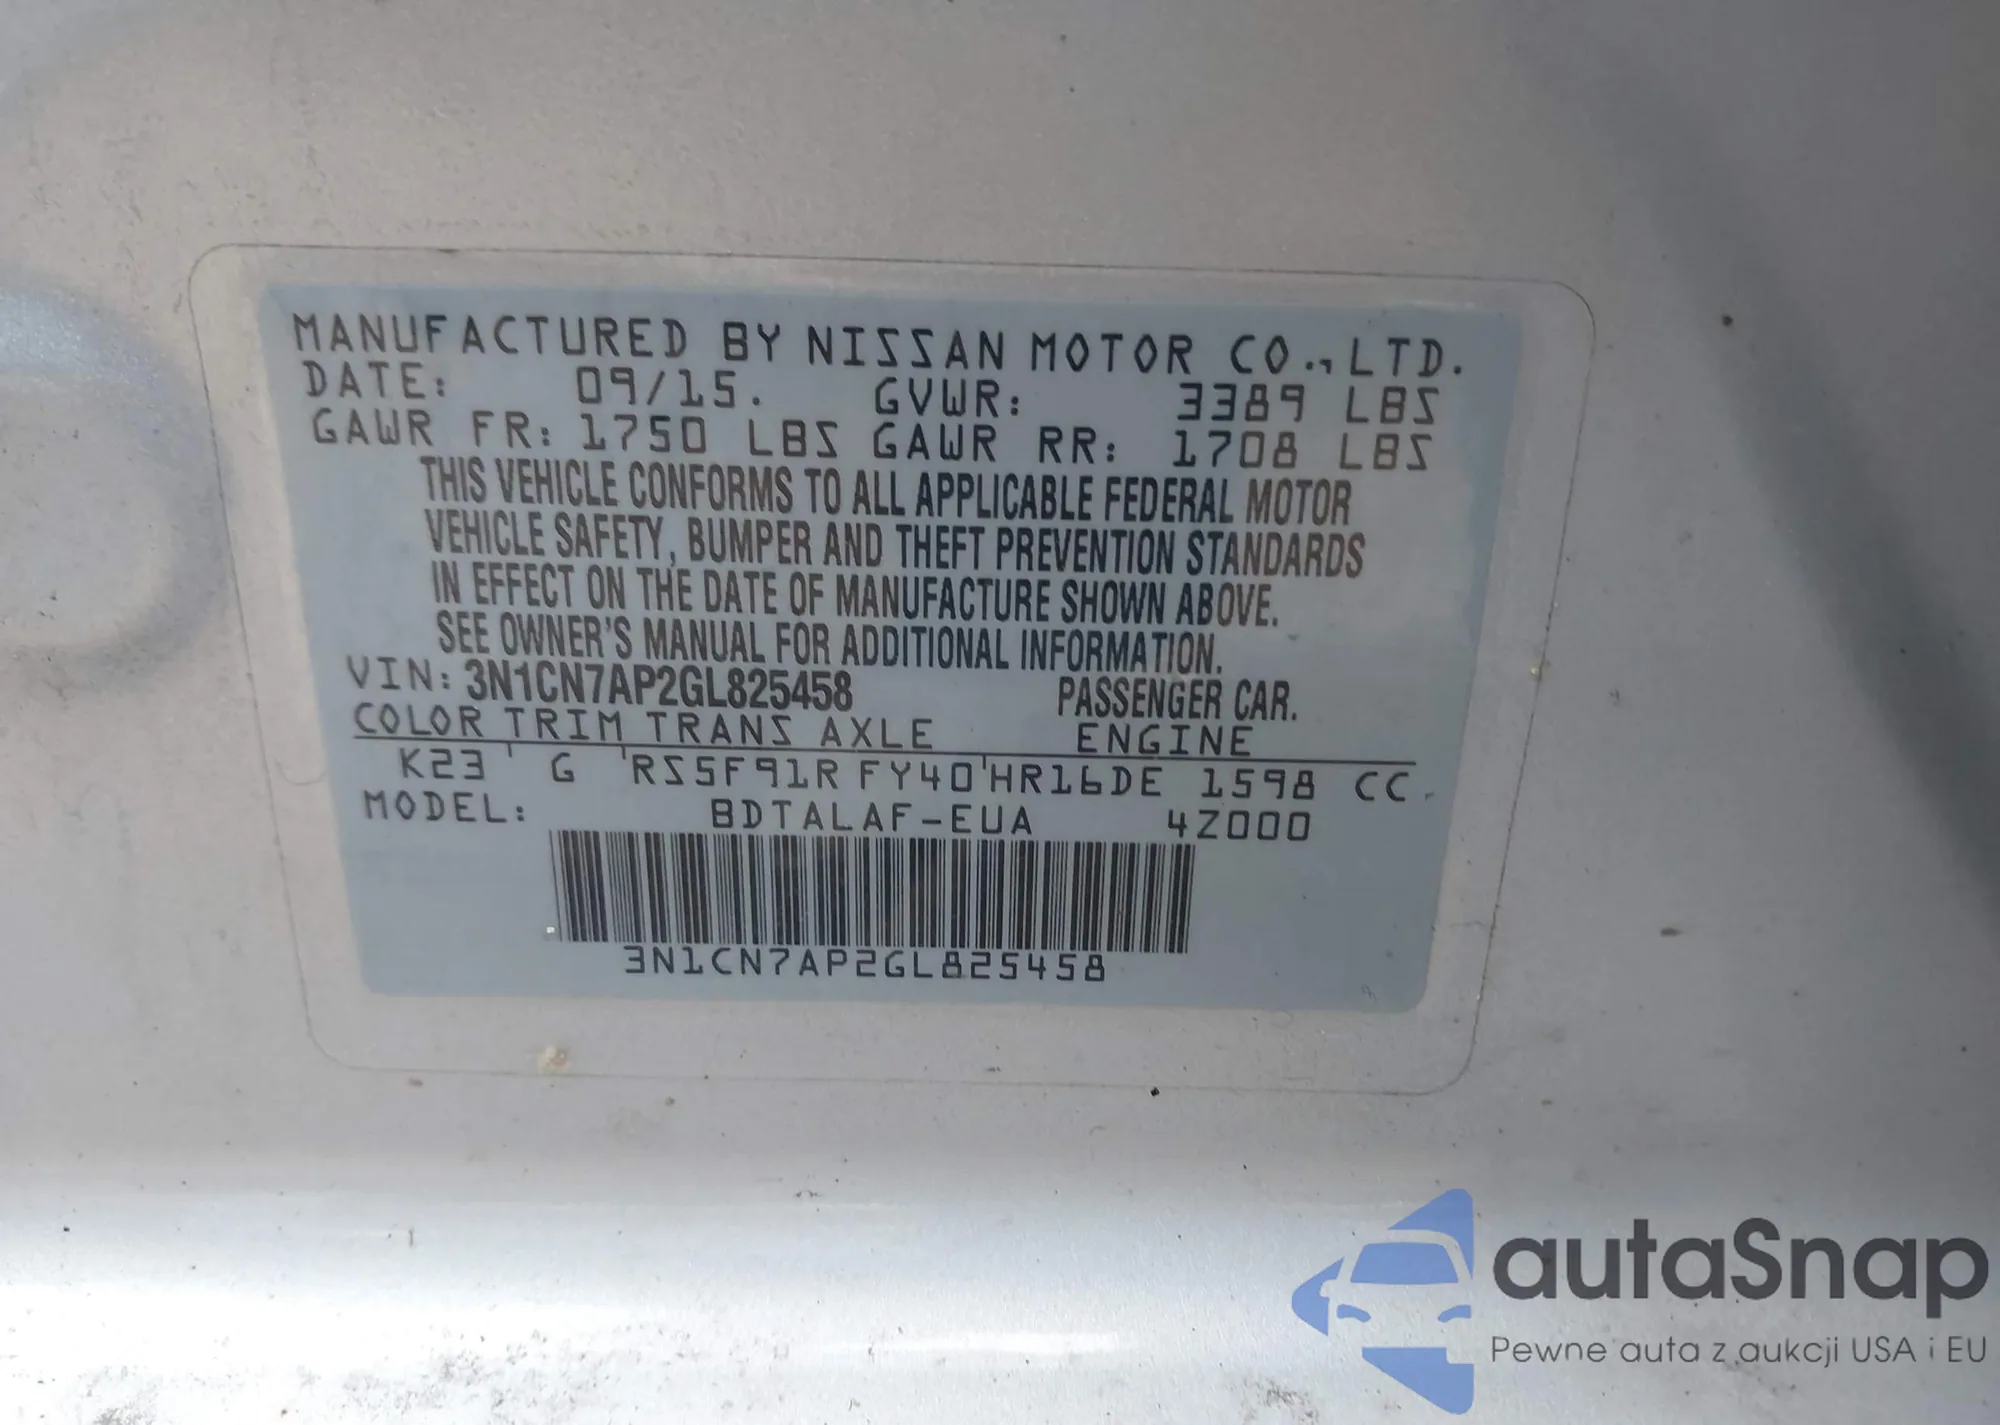 MANUFACTURED BY NISSAN MOTOR CO., LTD.
DATE: 09/15. GVWR: 3389 LBS
GAWR FR: 1750 LBS GAWR RR: 1708 LBS
THIS VEHICLE CONFORMS TO ALL APPLICABLE FEDERAL MOTOR
VEHICLE SAFETY, BUMPER AND THEFT PREVENTION STANDARDS
IN EFFECT ON THE DATE OF MANUFACTURE SHOWN ABOVE.
SEE OWNER'S MANUAL FOR ADDITIONAL INFORMATION.
VIN: 3N1CN7AP2GL825458 PASSENGER CAR.
COLOR TRIM TRANS AXLE ENGINE
K23 ' G 'RS5F91R FY40'HR16DE 1598 CC.
MODEL: BDTALAF-EUA 4Z000
3N1CN7AP2GL825458
autaSnap
Pewne auta z aukcji USA i EU